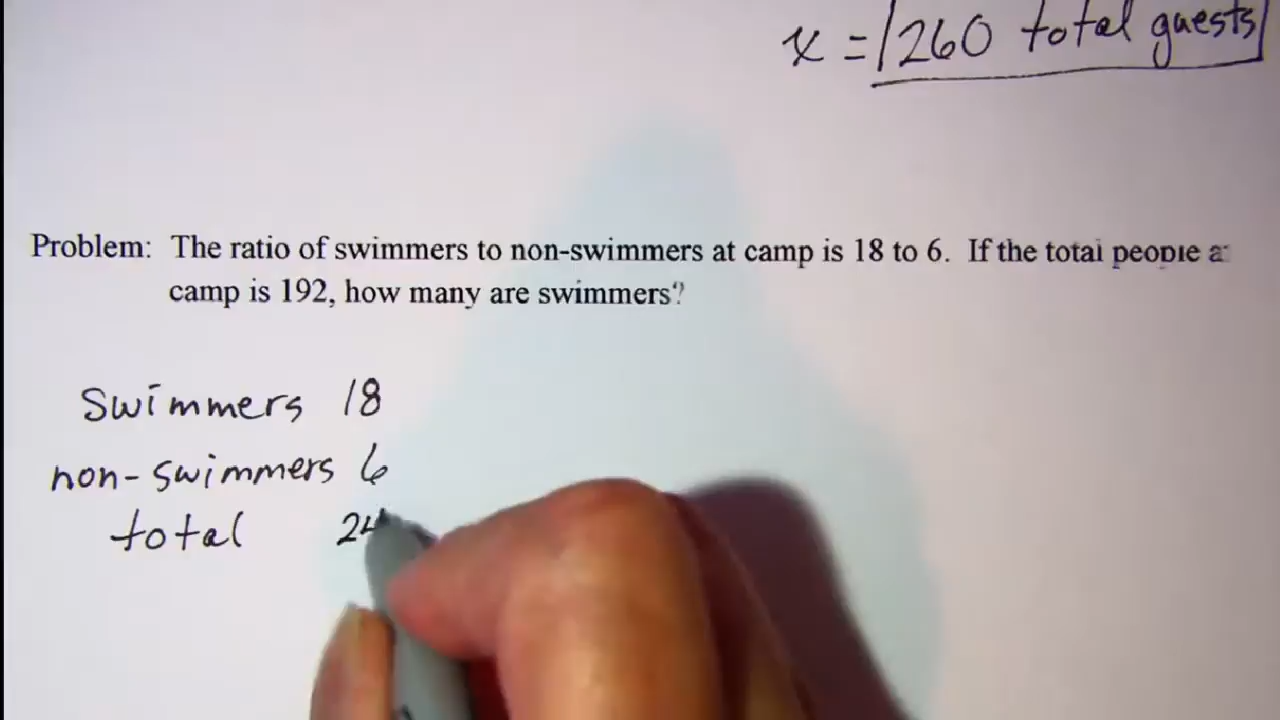 x = 260 total guests
Problem: The ratio of swimmers to non-swimmers at camp is 18 to 6. If the total people a
camp is 192, how many are swimmers?
swimmers 18
non-swimmers 6
total 24